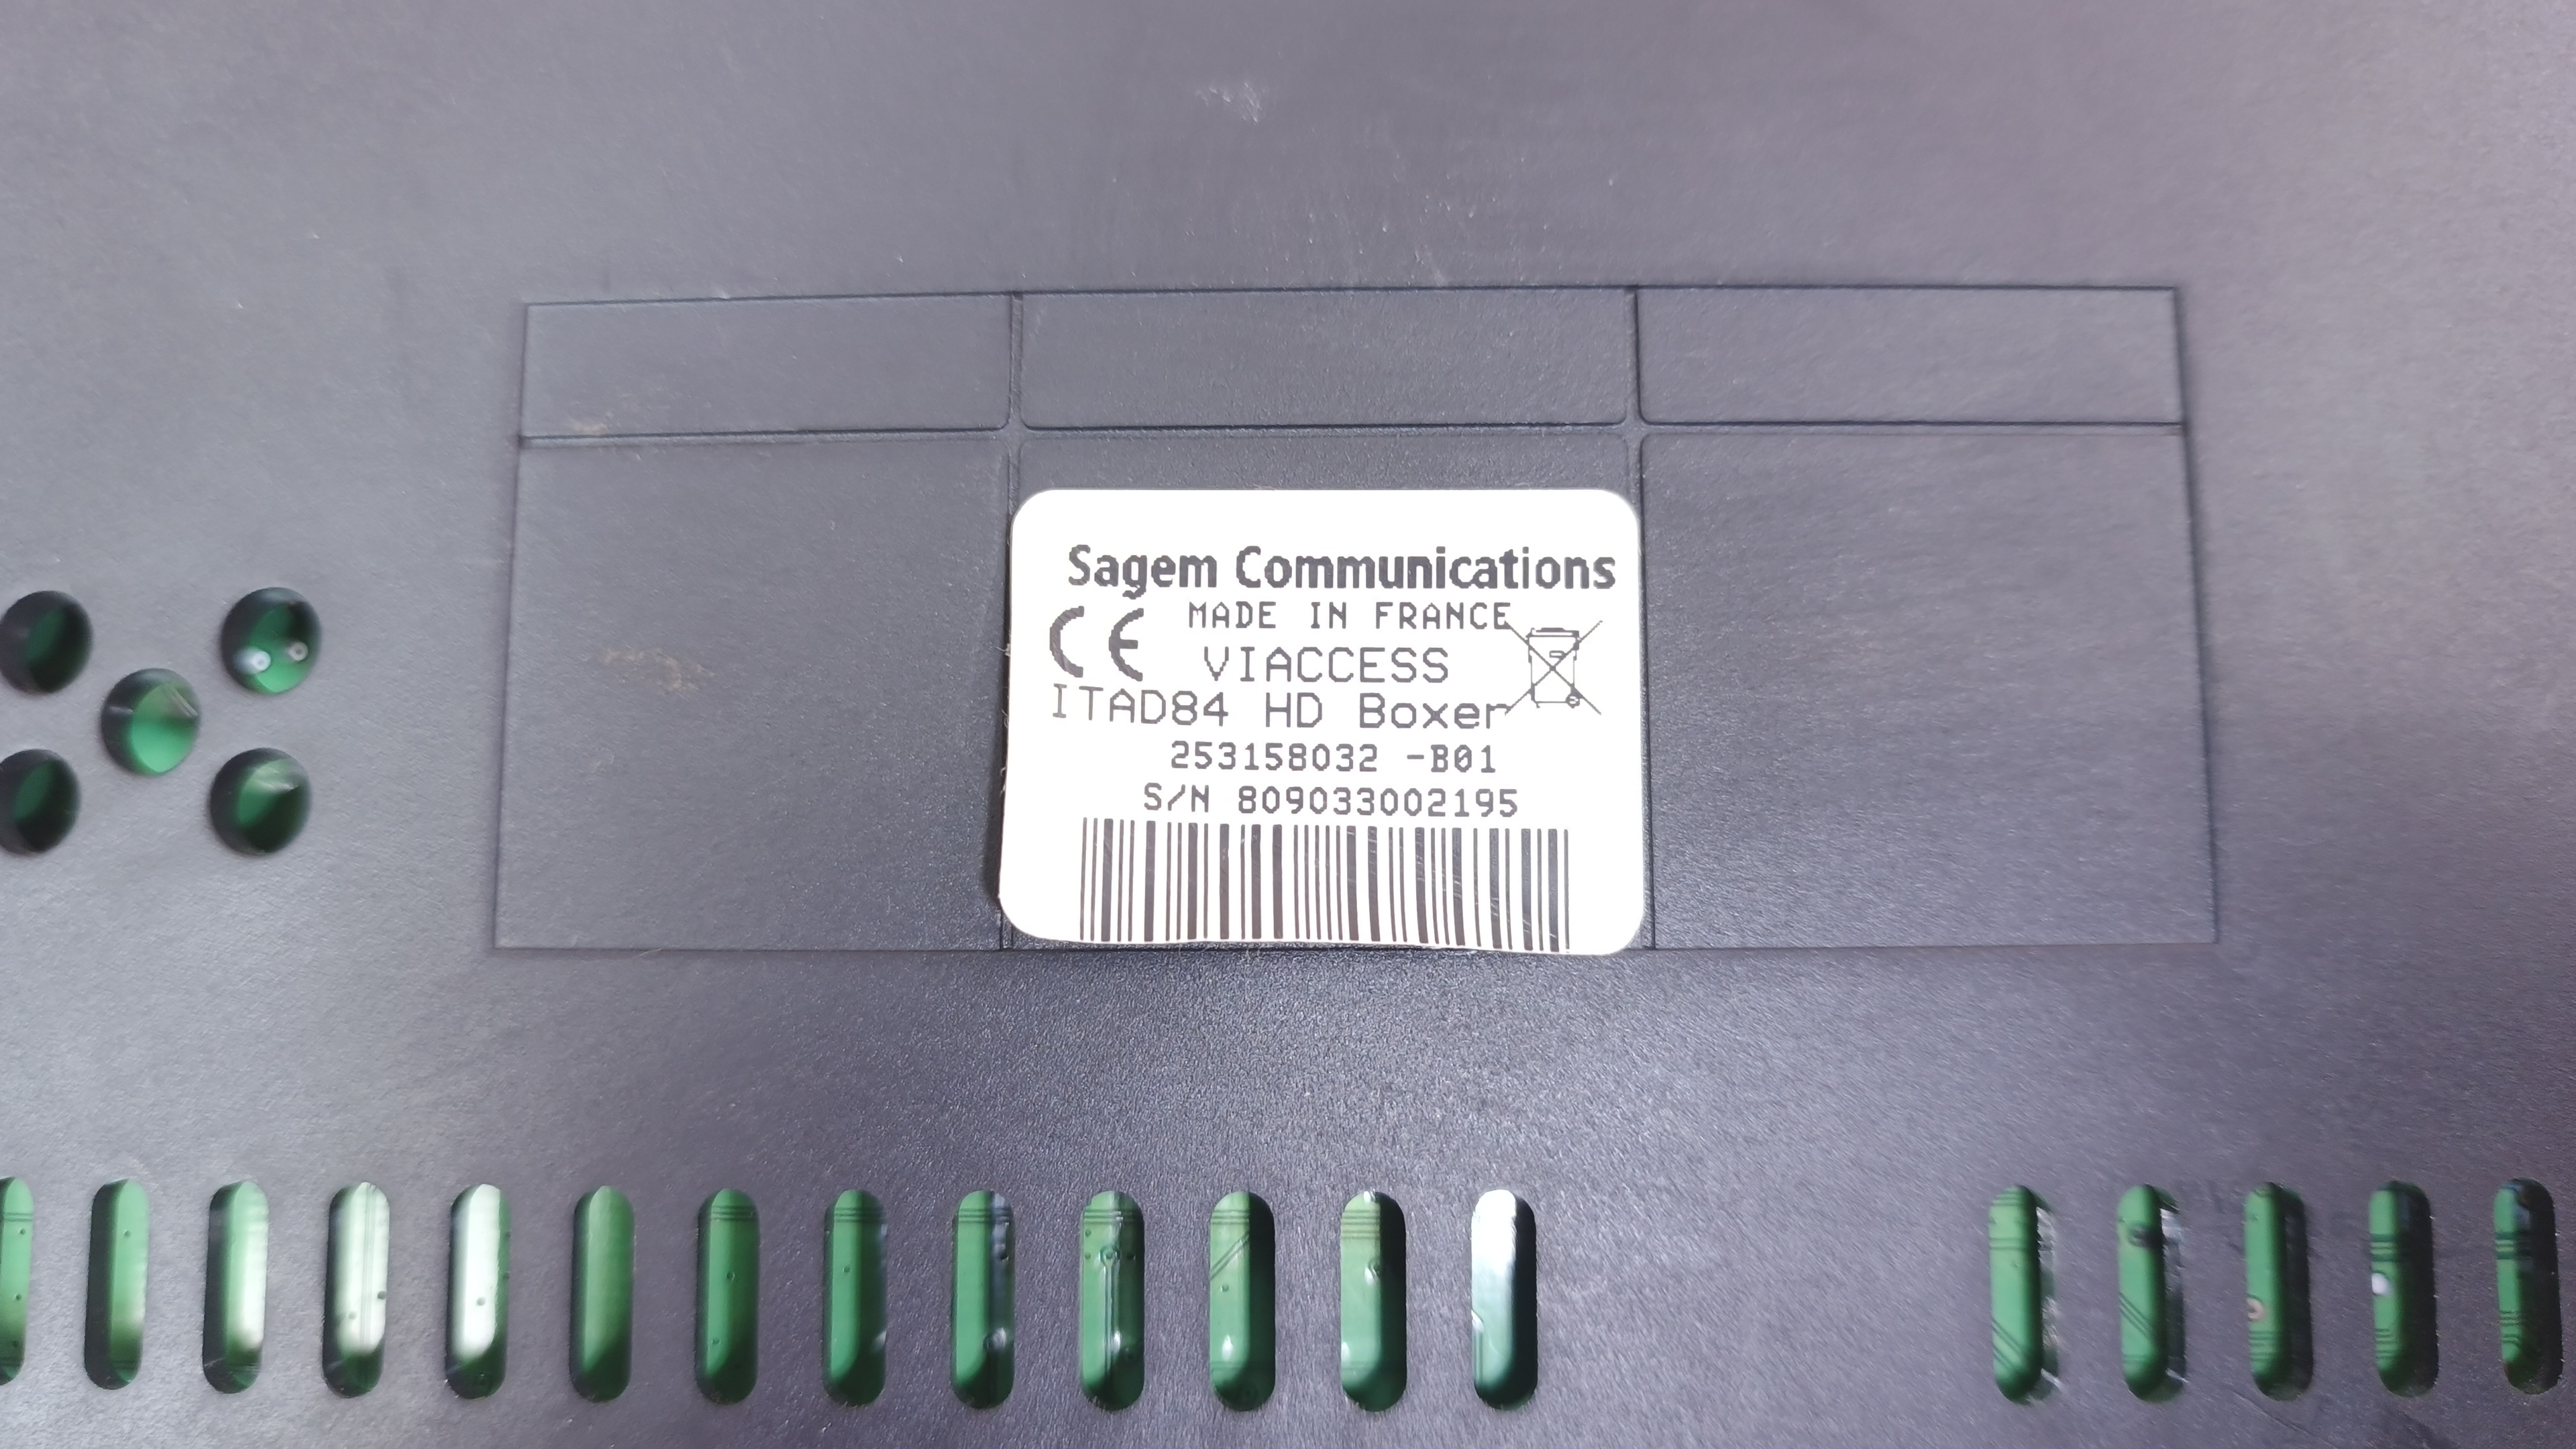 Sagem Communications
CE MADE IN FRANCE
VIACCESS
ITAD84 HD Boxer
253158032 -B01
S/N 809033002195